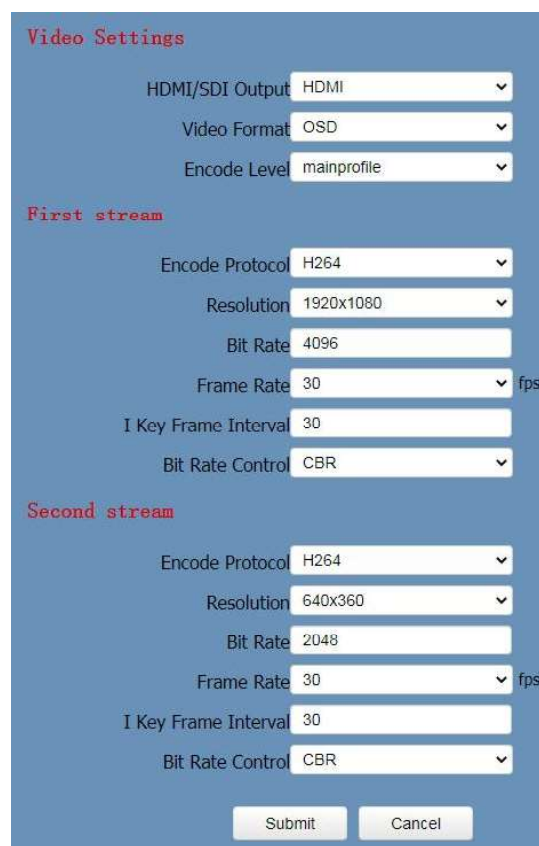 Video Settings
HDMI/SDI Output HDMI
Video Format OSD
Encode Level mainprofile
First stream
Encode Protocol H264
Resolution 1920x1080
Bit Rate 4096
Frame Rate 30 fps
I Key Frame Interval 30
Bit Rate Control CBR
Second stream
Encode Protocol H264
Resolution 640x360
Bit Rate 2048
Frame Rate 30 fps
I Key Frame Interval 30
Bit Rate Control CBR
Submit Cancel